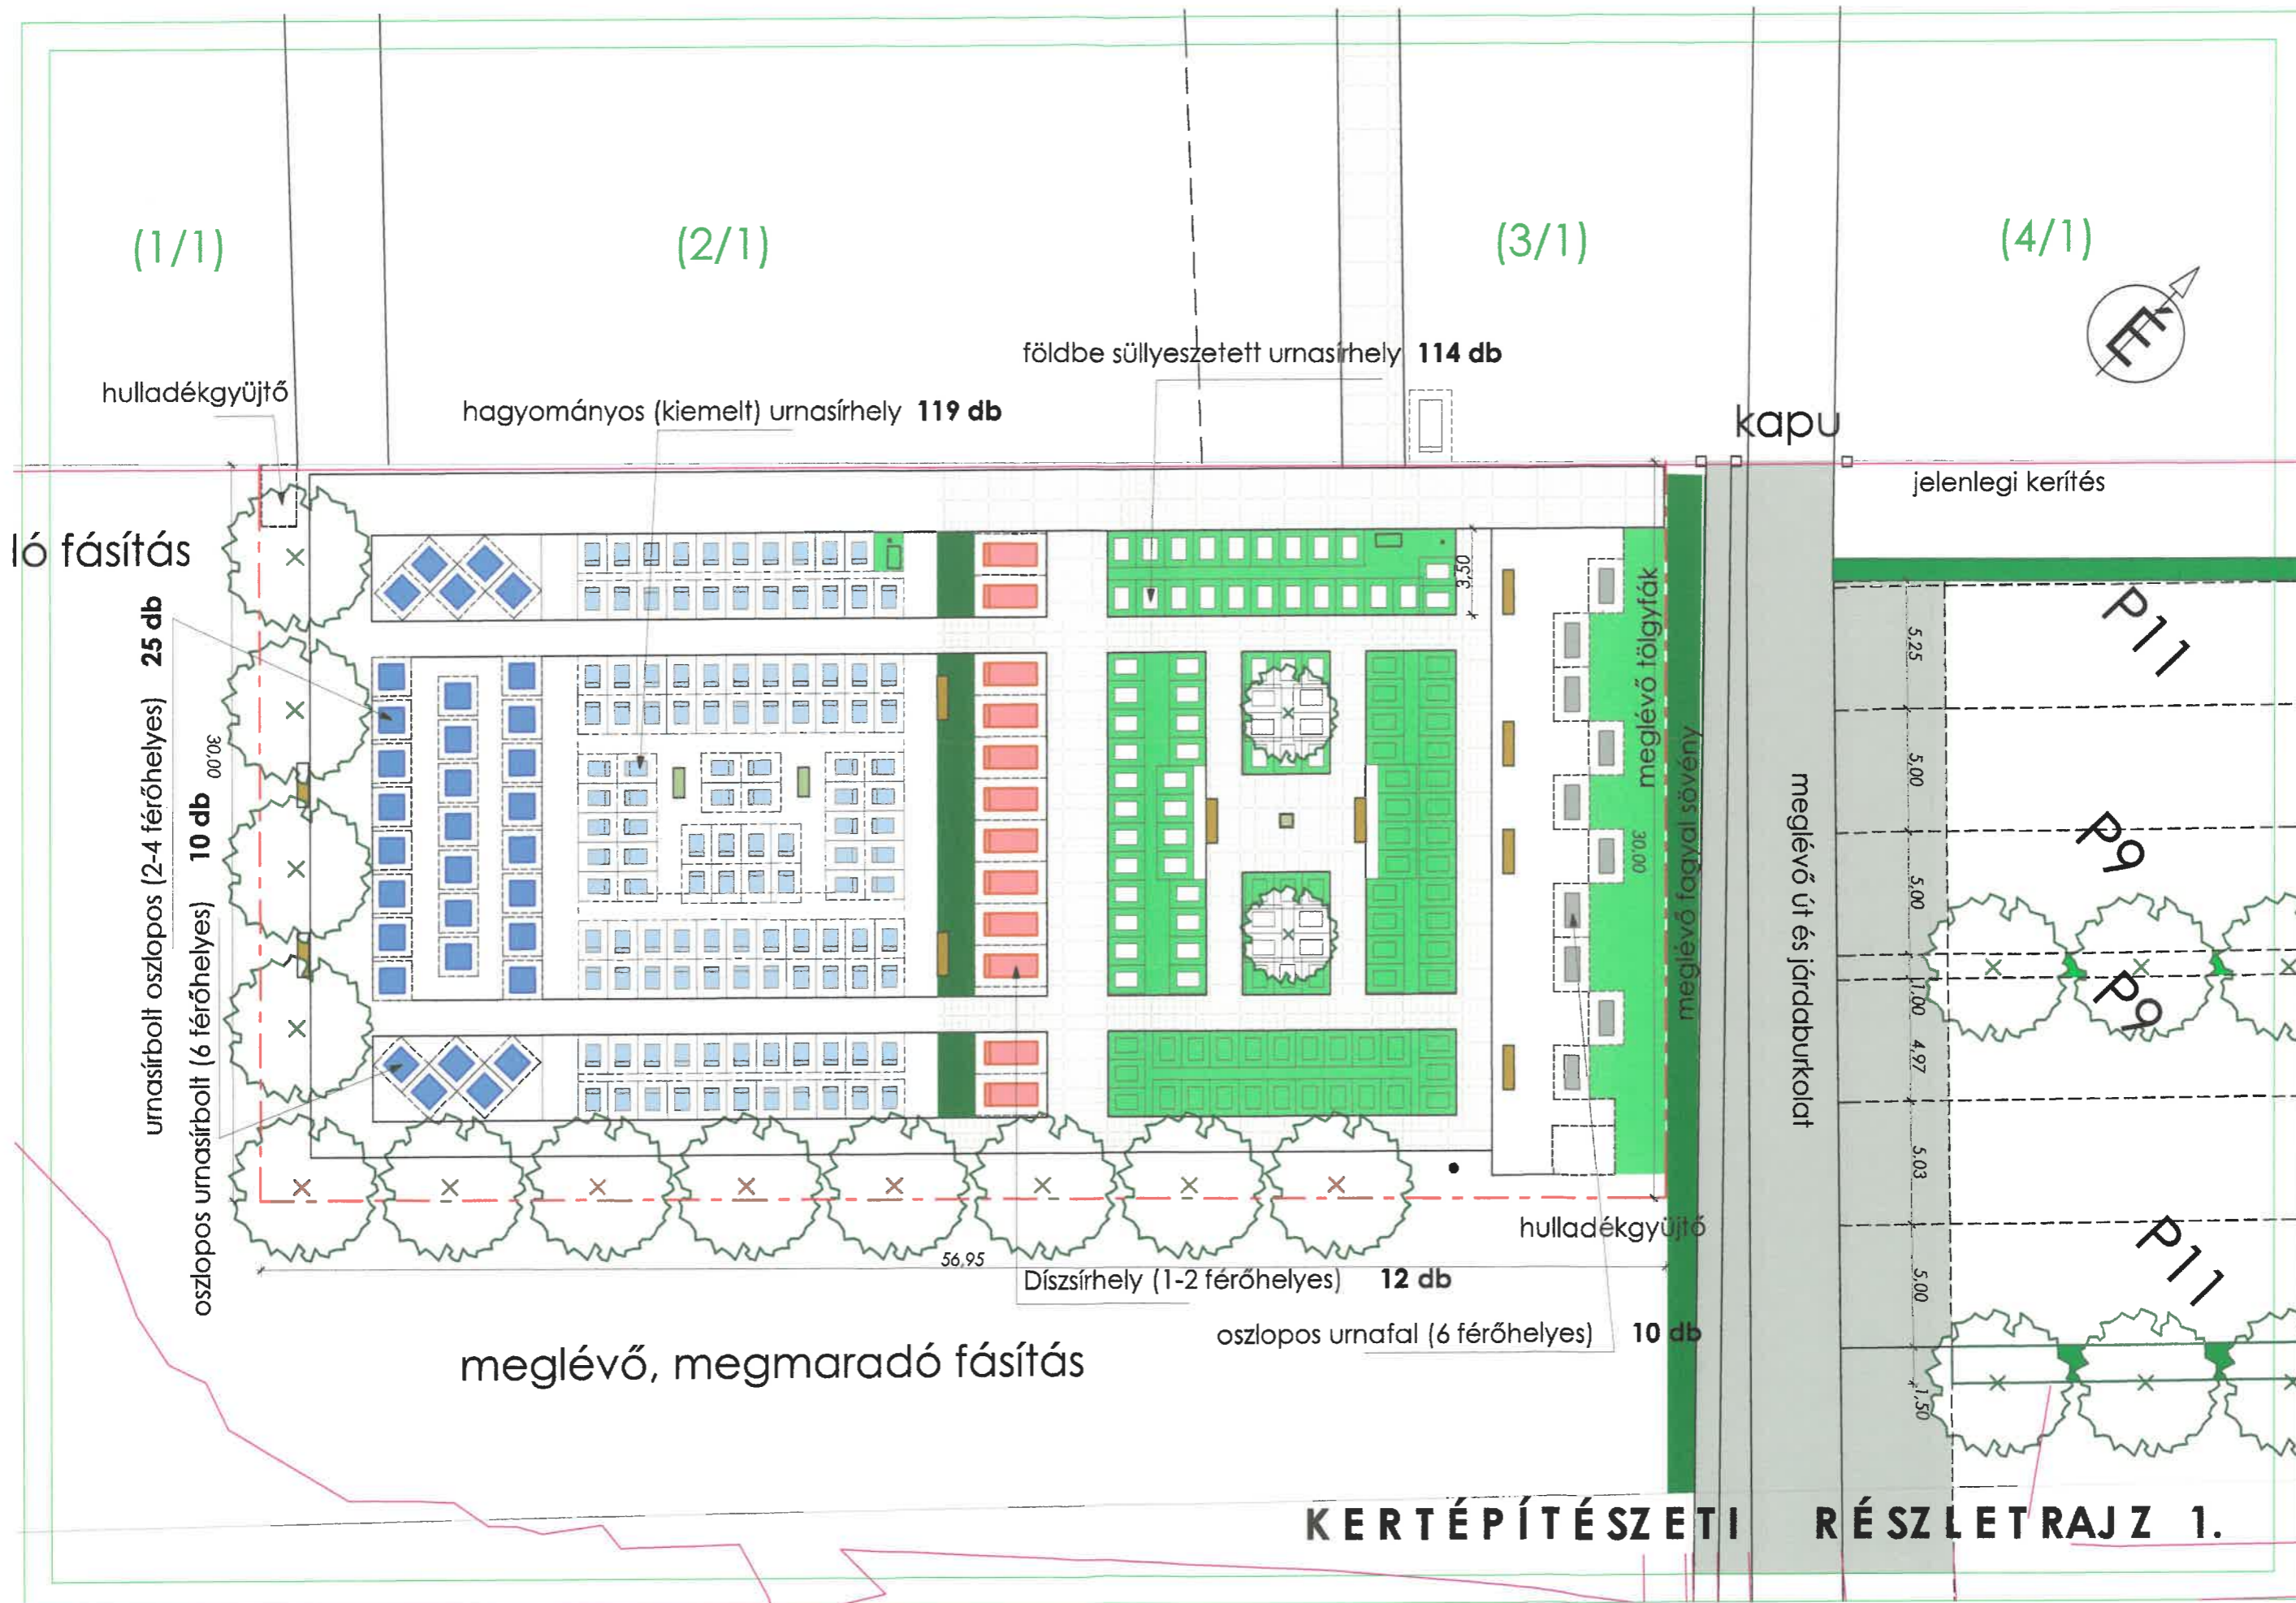 (1/1)
(2/1)
(3/1)
(4/1)
É
földbe süllyeszetett urnasírhely 114 db
hulladékgyüjtő
hagyományos (kiemelt) urnasírhely 119 db
kapu
jelenlegi kerítés
ló fásítás
urnasírbolt oszlopos (2-4 férőhelyes) 25 db
oszlopos urnasírbolt (6 férőhelyes) 10 db
30,00
3,50
meglévő tölgyfák
30,00
meglévő fagyal sövény
meglévő út és járdaburkolat
5,25
5,00
5,00
1,00
4,97
5,03
5,00
1,50
P11
P9
P9
P11
hulladékgyüjtő
56,95
Díszsírhely (1-2 férőhelyes) 12 db
oszlopos urnafal (6 férőhelyes) 10 db
meglévő, megmaradó fásítás
KERTÉPÍTÉSZETI RÉSZLETRAJZ 1.